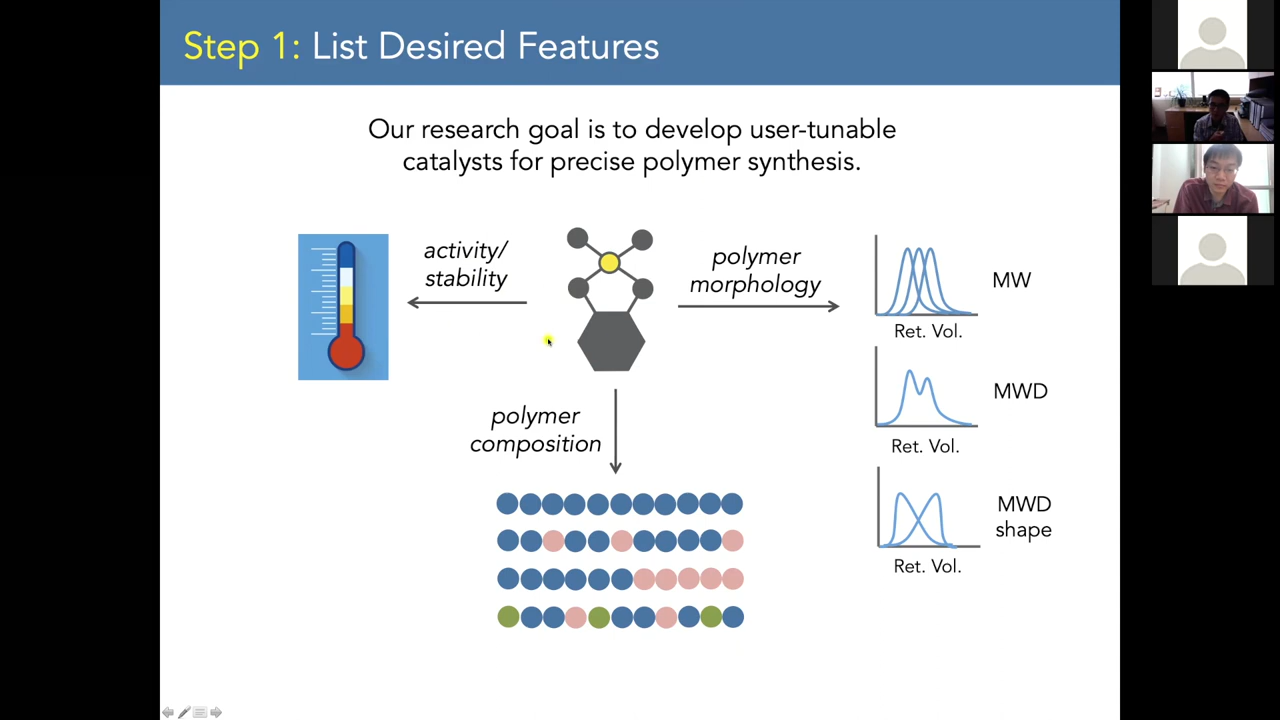 Step 1: List Desired Features
Our research goal is to develop user-tunable
catalysts for precise polymer synthesis.
activity/
stability
polymer
morphology
MW
Ret. Vol.
MWD
Ret. Vol.
polymer
composition
MWD
shape
Ret. Vol.